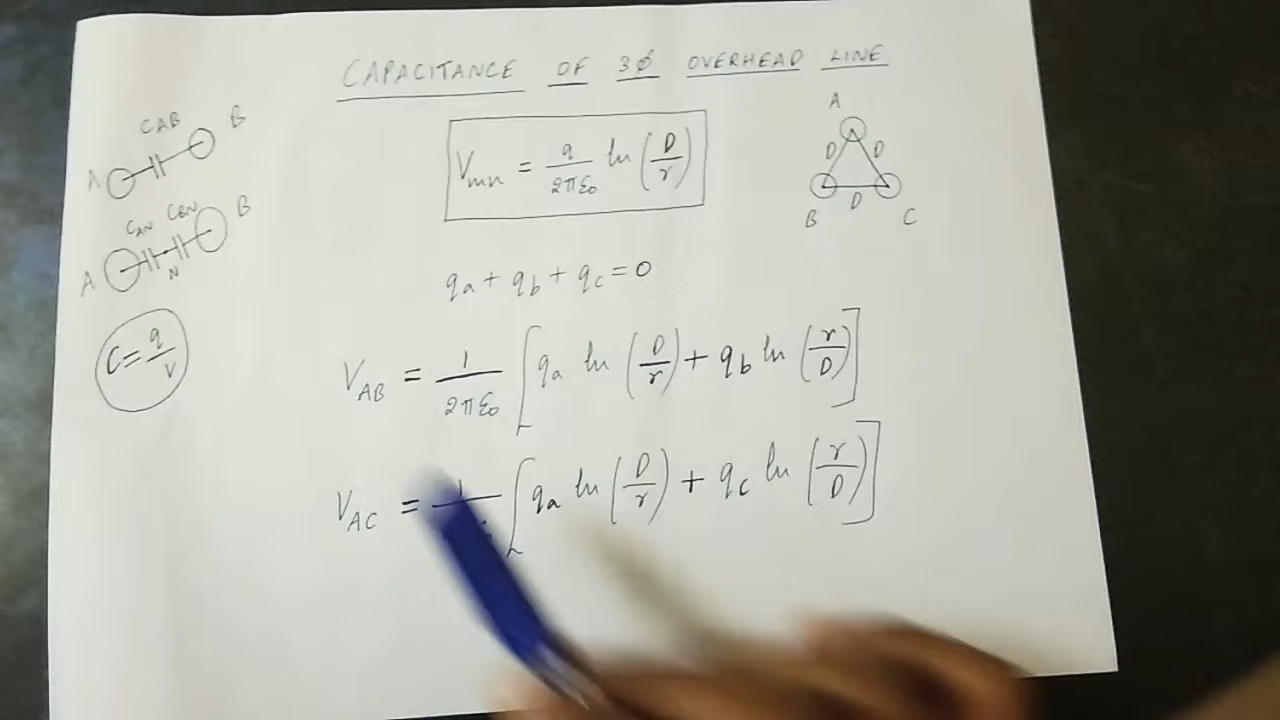 CAPACITANCE OF 3Φ OVERHEAD LINE
CAB
A B
CAN CBN
A N B
C = q/V
Vmn = q/2πε₀ ln (D/r)
A
D D
B D C
qa + qb + qc = 0
VAB = 1/2πε₀ [qa ln (D/r) + qb ln (r/D)]
VAC = 1/ [qa ln (D/r) + qc ln (r/D)]